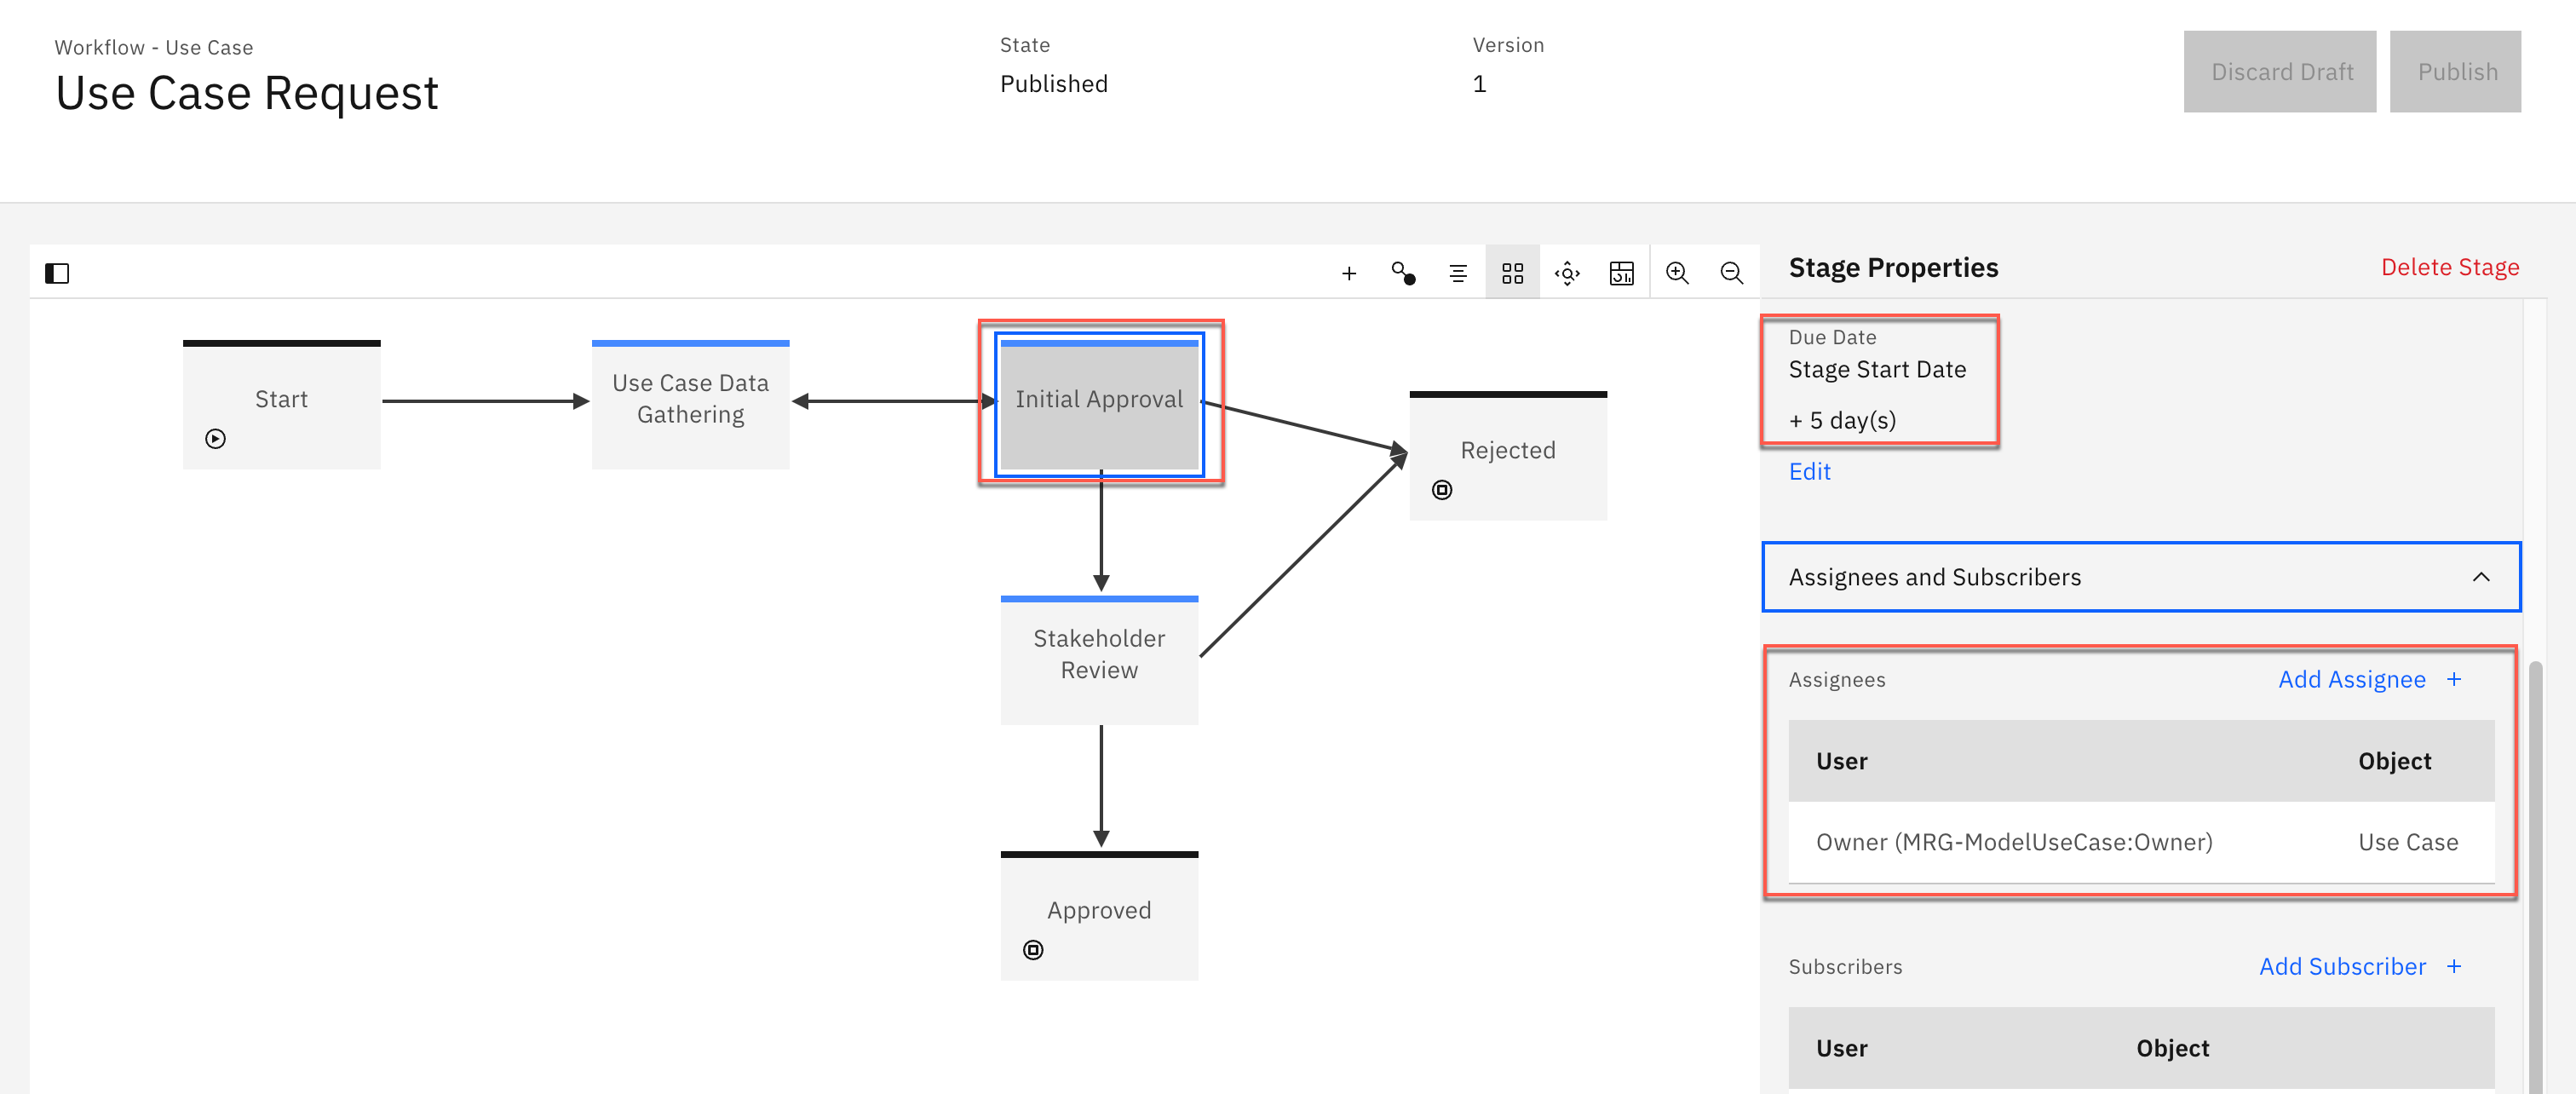 Workflow - Use Case
Use Case Request
State
Published
Version
1
Discard Draft
Publish
Start
Use Case Data
Gathering
Initial Approval
Rejected
Stakeholder
Review
Approved
Stage Properties
Delete Stage
Due Date
Stage Start Date
+ 5 day(s)
Edit
Assignees and Subscribers
Assignees
Add Assignee +
User Object
Owner (MRG-ModelUseCase:Owner) Use Case
Subscribers
Add Subscriber +
User Object